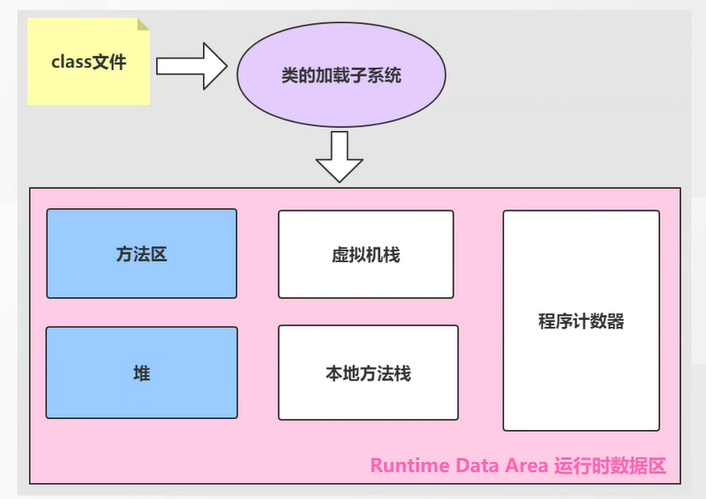 class文件
类的加载子系统
方法区
虚拟机栈
程序计数器
堆
本地方法栈
Runtime Data Area 运行时数据区